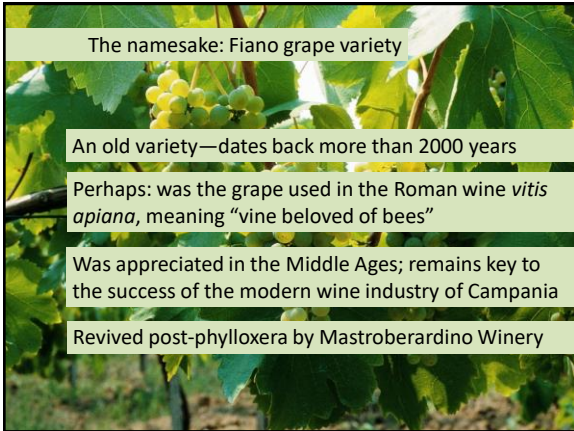 The namesake: Fiano grape variety
An old variety—dates back more than 2000 years
Perhaps: was the grape used in the Roman wine vitis
apiana, meaning “vine beloved of bees”
Was appreciated in the Middle Ages; remains key to
the success of the modern wine industry of Campania
Revived post-phylloxera by Mastroberardino Winery